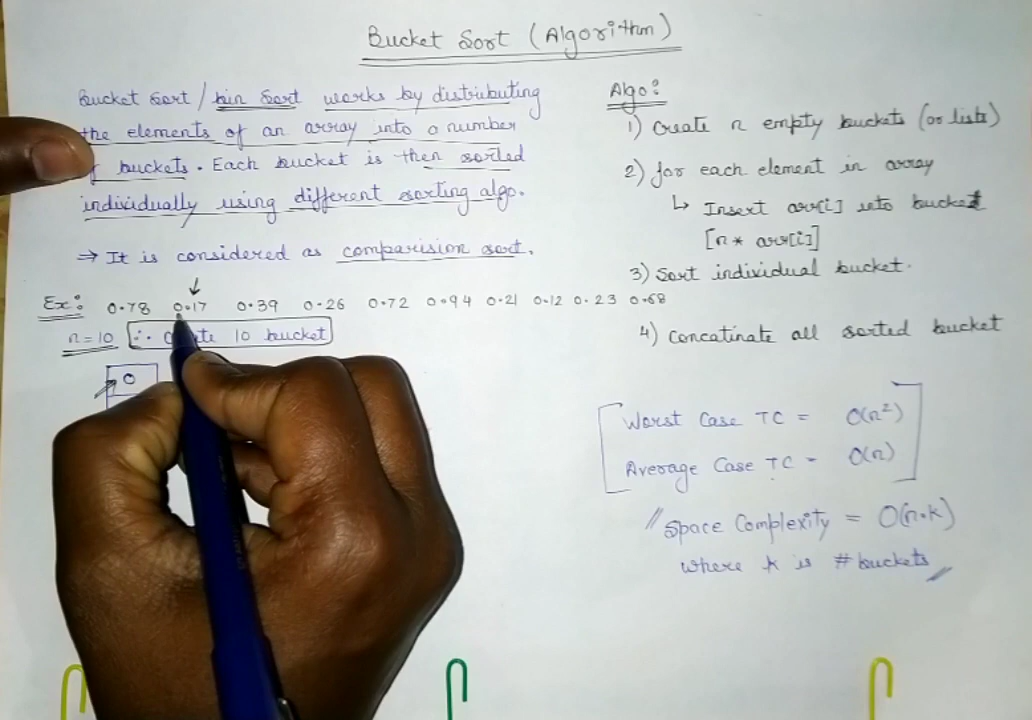 Bucket Sort (Algorithm)
Bucket Sort / bin Sort works by distributing
the elements of an array into a number
buckets. Each bucket is then sorted
individually using different sorting algo.
⇒ It is considered as comparision sort.
Ex: 0.78 0.17 0.39 0.26 0.72 0.94 0.21 0.12 0.23 0.68
n=10 ∴ 10 bucket
0
Algo:
1) Create n empty buckets (or lists)
2) for each element in array
↳ Insert arr[i] into bucket
[n * arr[i]]
3) Sort individual bucket.
4) Concatinate all sorted bucket
Worst Case TC = O(n²)
Average Case TC = O(n)
Space Complexity = O(n·k)
where k is # buckets